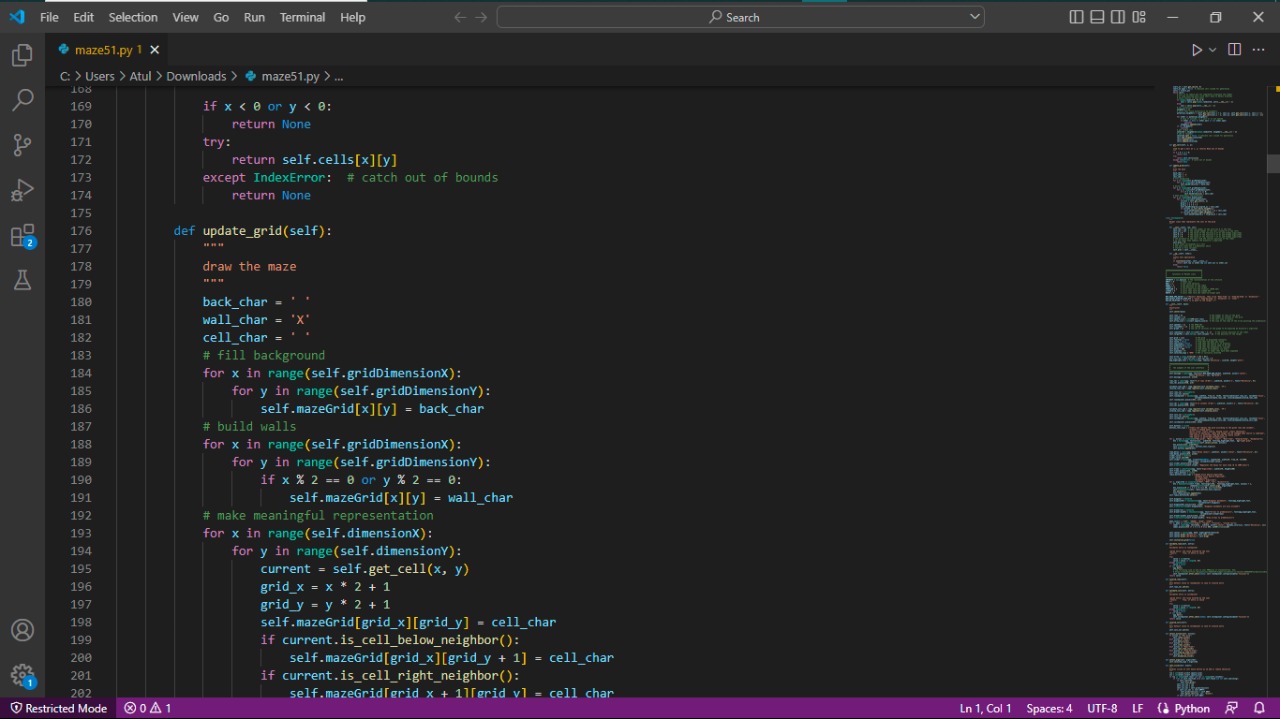 File Edit Selection View Go Run Terminal Help Search
maze51.py 1
C: > Users > Atul > Downloads > maze51.py > ...
168
169 if x < 0 or y < 0:
170 return None
171 try:
172 return self.cells[x][y]
173 except IndexError:  # catch out of bounds
174 return None
175
176 def update_grid(self):
177 """
178 draw the maze
179 """
180 back_char = ' '
181 wall_char = 'X'
182 cell_char = ' '
183 # fill background
184 for x in range(self.gridDimensionX):
185 for y in range(self.gridDimensionY):
186 self.mazeGrid[x][y] = back_char
187 # build walls
188 for x in range(self.gridDimensionX):
189 for y in range(self.gridDimensionY):
190 if x % 2 == 0 or y % 2 == 0:
191 self.mazeGrid[x][y] = wall_char
192 # make meaningful representation
193 for x in range(self.dimensionX):
194 for y in range(self.dimensionY):
195 current = self.get_cell(x, y)
196 grid_x = x * 2 + 1
197 grid_y = y * 2 + 1
198 self.mazeGrid[grid_x][grid_y] = cell_char
199 if current.is_cell_below_neighbor():
200 self.mazeGrid[grid_x][grid_y + 1] = cell_char
201 if current.is_cell_right_neighbor():
202 self.mazeGrid[grid_x + 1][grid_y] = cell_char
2
1
Restricted Mode 0 1 Ln 1, Col 1 Spaces: 4 UTF-8 LF Python